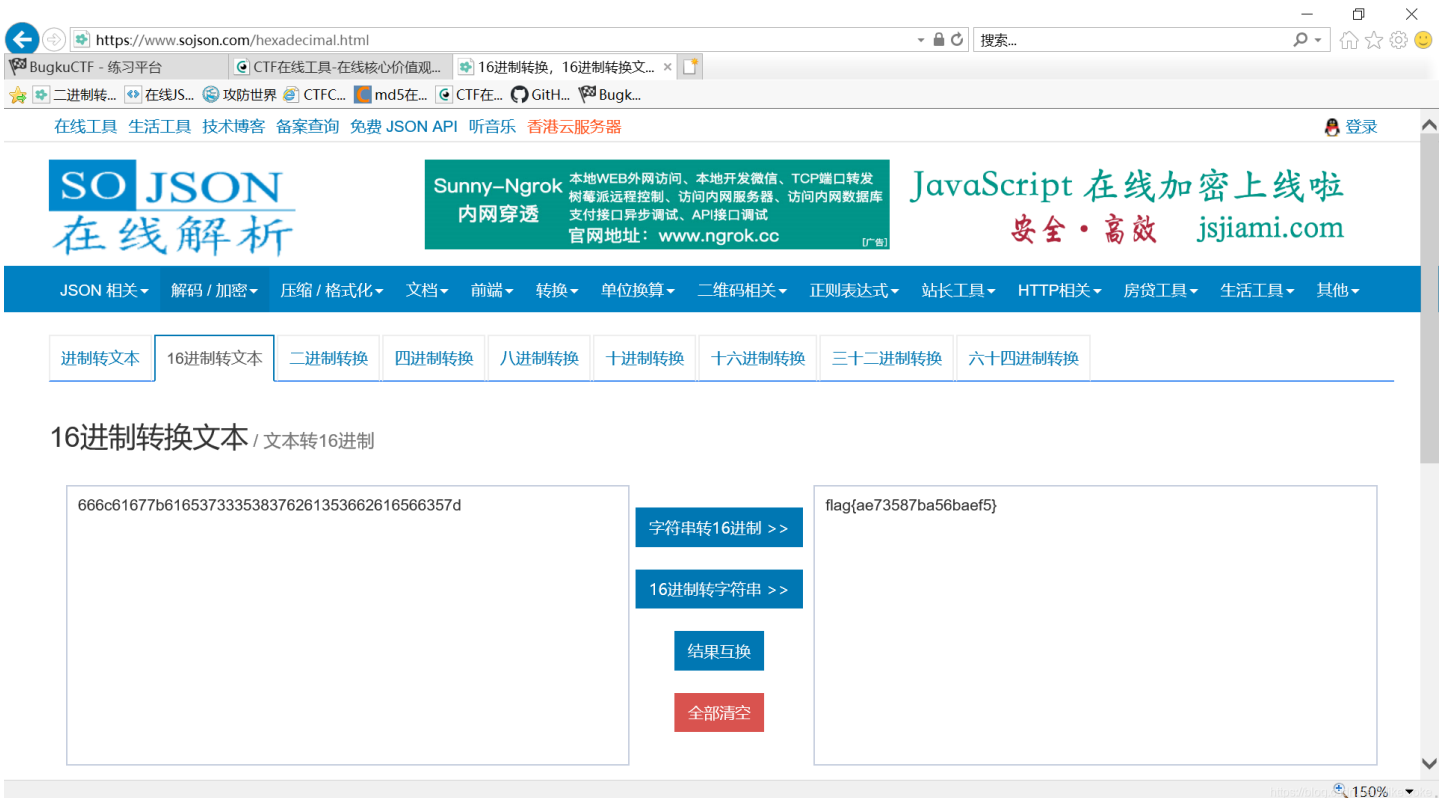 https://www.sojson.com/hexadecimal.html
搜索...
BugkuCTF - 练习平台
CTF在线工具-在线核心价值观...
16进制转换，16进制转换文...
二进制转... 在线JS... 攻防世界 CTFC... md5在... CTF在... GitH... Bugk...
在线工具 生活工具 技术博客 备案查询 免费 JSON API 听音乐 香港云服务器
登录
SO JSON
在线解析
Sunny-Ngrok
内网穿透
本地WEB外网访问、本地开发微信、TCP端口转发
树莓派远程控制、访问内网服务器、访问内网数据库
支付接口异步调试、API接口调试
官网地址：www.ngrok.cc
[广告]
JavaScript 在线加密上线啦
安全·高效 jsjiami.com
JSON 相关 解码 / 加密 压缩 / 格式化 文档 前端 转换 单位换算 二维码相关 正则表达式 站长工具 HTTP相关 房贷工具 生活工具 其他
进制转文本 16进制转文本 二进制转换 四进制转换 八进制转换 十进制转换 十六进制转换 三十二进制转换 六十四进制转换
16进制转换文本 / 文本转16进制
666c61677b6165373335383762613536626165666357d
字符串转16进制 >>
16进制转字符串 >>
结果互换
全部清空
flag{ae73587ba56baef5}
150%